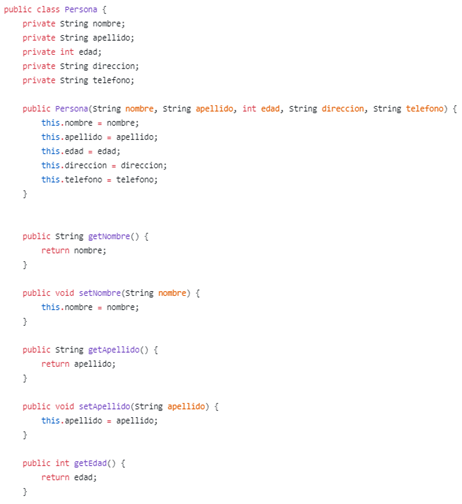 public class Persona {
    private String nombre;
    private String apellido;
    private int edad;
    private String direccion;
    private String telefono;

    public Persona(String nombre, String apellido, int edad, String direccion, String telefono) {
        this.nombre = nombre;
        this.apellido = apellido;
        this.edad = edad;
        this.direccion = direccion;
        this.telefono = telefono;
    }


    public String getNombre() {
        return nombre;
    }

    public void setNombre(String nombre) {
        this.nombre = nombre;
    }

    public String getApellido() {
        return apellido;
    }

    public void setApellido(String apellido) {
        this.apellido = apellido;
    }

    public int getEdad() {
        return edad;
    }